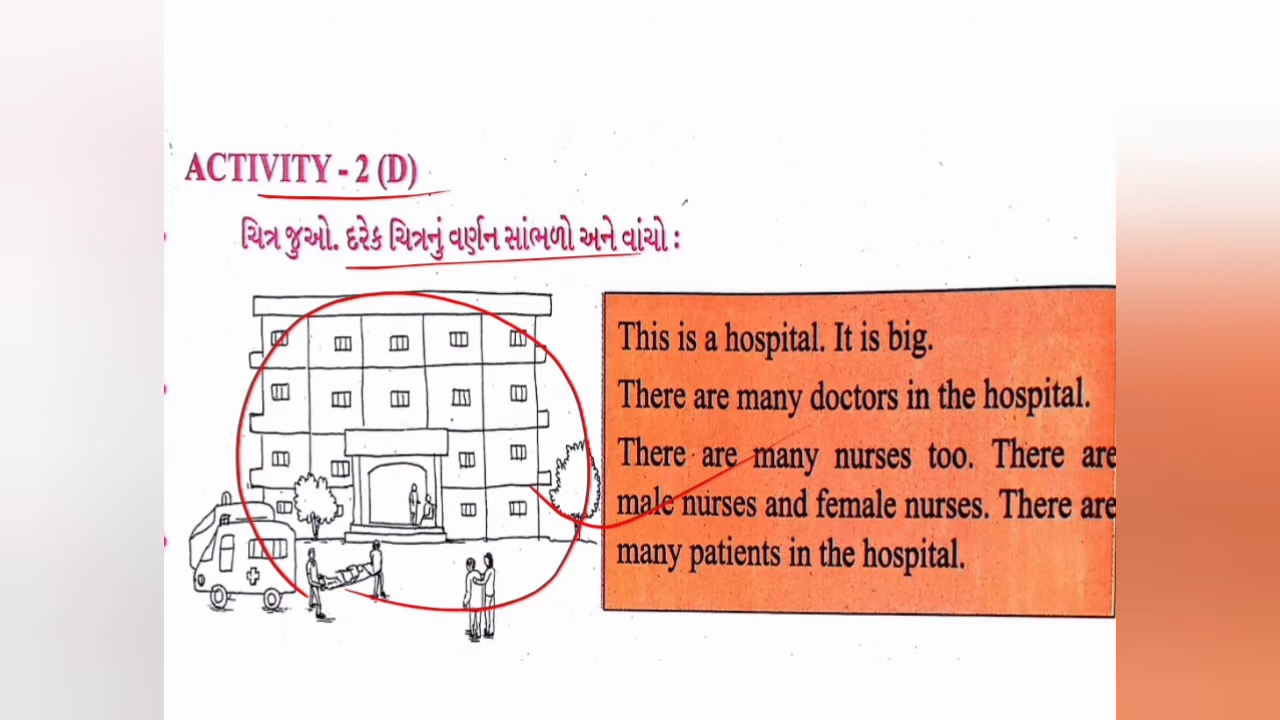 ACTIVITY - 2 (D)
ચિત્ર જુઓ. દરેક ચિત્રનું વર્ણન સાંભળો અને વાંચો :
This is a hospital. It is big.
There are many doctors in the hospital.
There are many nurses too. There are
male nurses and female nurses. There are
many patients in the hospital.